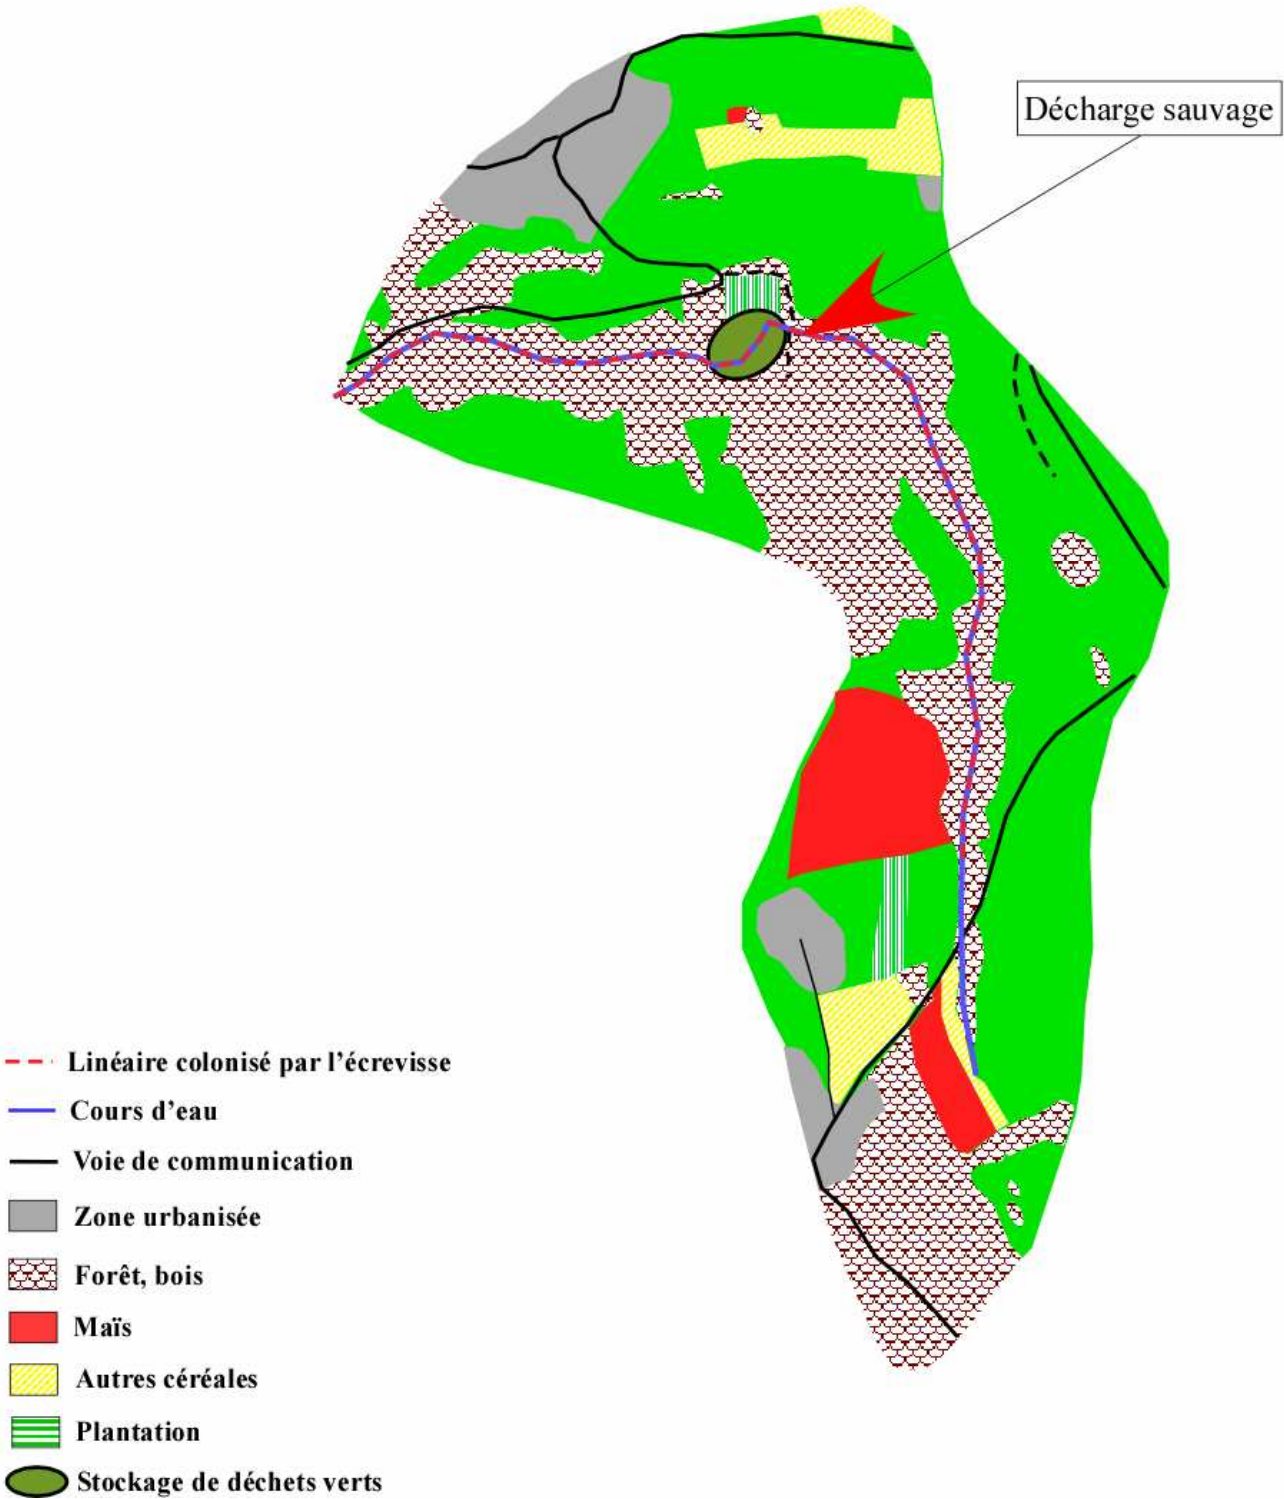 Décharge sauvage
Linéaire colonisé par l'écrevisse
Cours d'eau
Voie de communication
Zone urbanisée
Forêt, bois
Maïs
Autres céréales
Plantation
Stockage de déchets verts